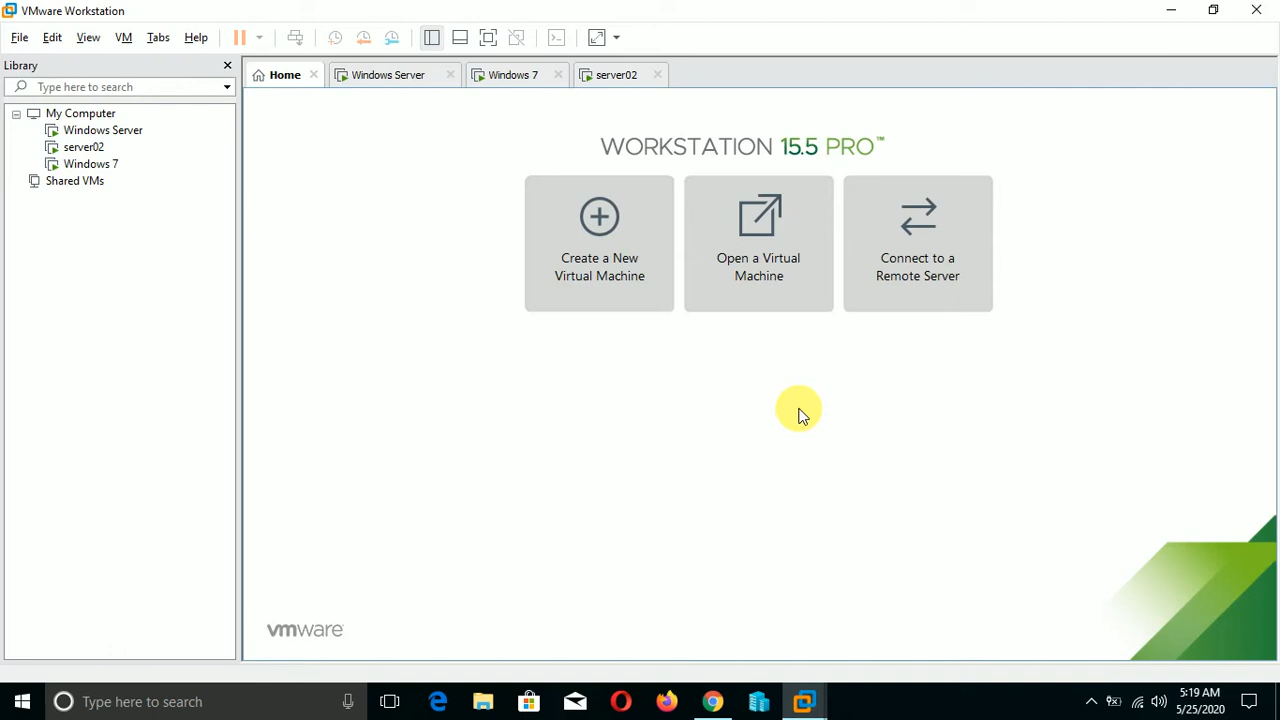 VMware Workstation
File Edit View VM Tabs Help
Library
Type here to search
My Computer
Windows Server
server02
Windows 7
Shared VMs
Home
Windows Server
Windows 7
server02
WORKSTATION 15.5 PRO™
Create a New
Virtual Machine
Open a Virtual
Machine
Connect to a
Remote Server
vmware
Type here to search
5:19 AM
5/25/2020